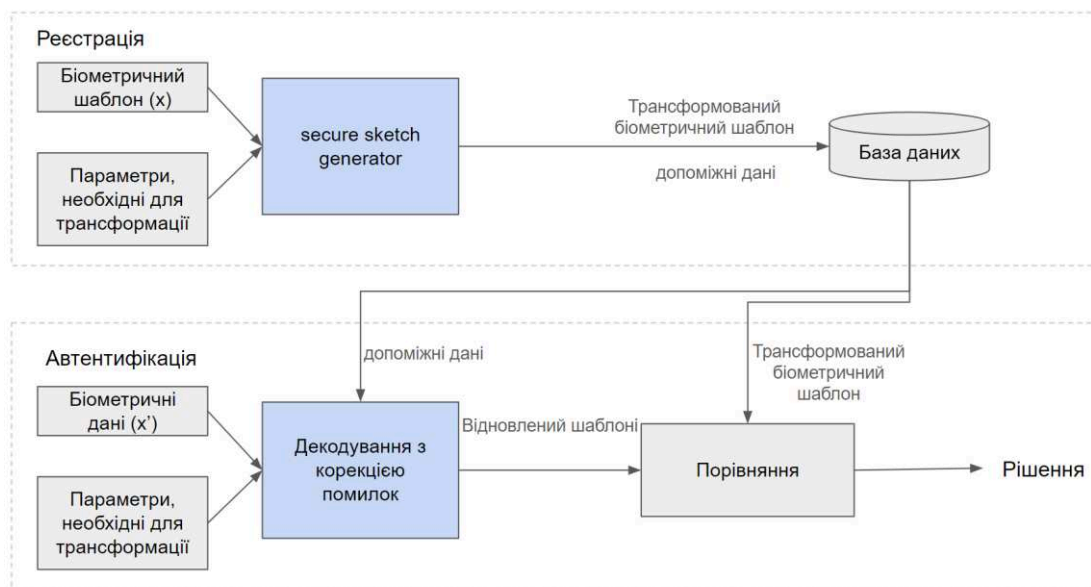 Реєстрація
Біометричний
шаблон (x)
Параметри,
необхідні для
трансформації
secure sketch
generator
Трансформований
біометричний шаблон
допоміжні дані
База даних
Автентифікація
допоміжні дані
Трансформований
біометричний
шаблон
Біометричні
дані (x’)
Параметри,
необхідні для
трансформації
Декодування з
корекцією
помилок
Відновлений шаблоні
Порівняння
Рішення